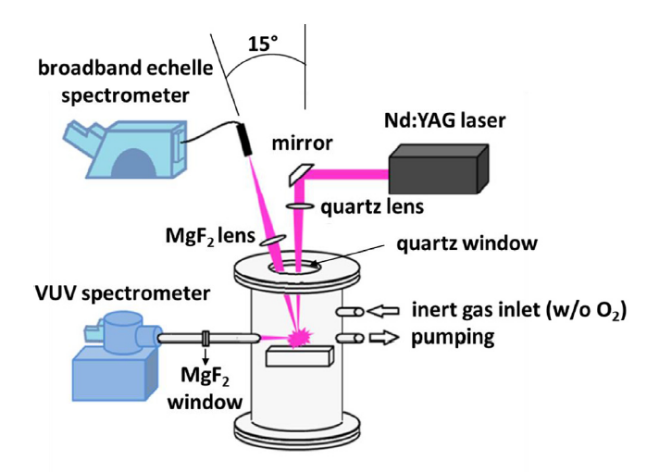 15°
broadband echelle
spectrometer
Nd:YAG laser
mirror
quartz lens
MgF₂ lens
quartz window
VUV spectrometer
inert gas inlet (w/o O₂)
pumping
MgF₂
window